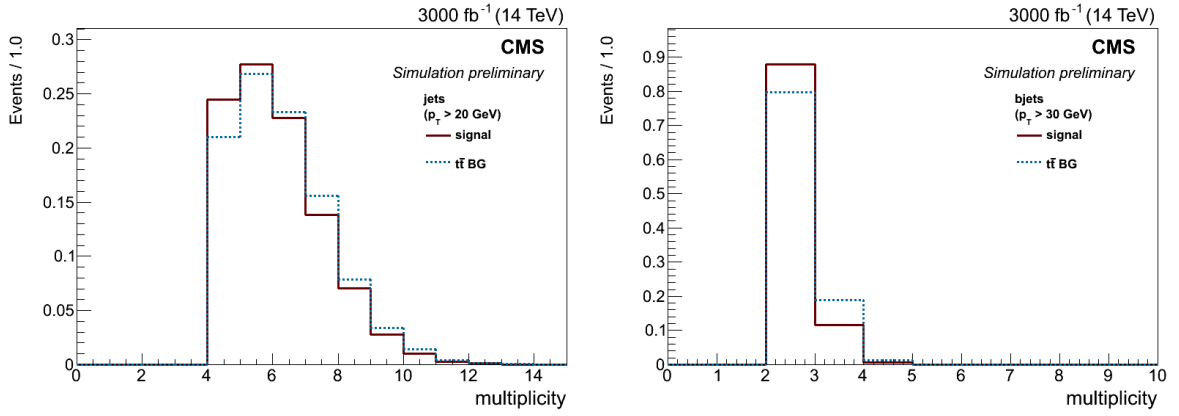 3000 fb⁻¹ (14 TeV)
Events / 1.0
0.3
0.25
0.2
0.15
0.1
0.05
0
CMS
Simulation preliminary
jets
(p_T > 20 GeV)
signal
tt̄ BG
0 2 4 6 8 10 12 14
multiplicity
3000 fb⁻¹ (14 TeV)
Events / 1.0
0.9
0.8
0.7
0.6
0.5
0.4
0.3
0.2
0.1
0
CMS
Simulation preliminary
bjets
(p_T > 30 GeV)
signal
tt̄ BG
0 1 2 3 4 5 6 7 8 9 10
multiplicity